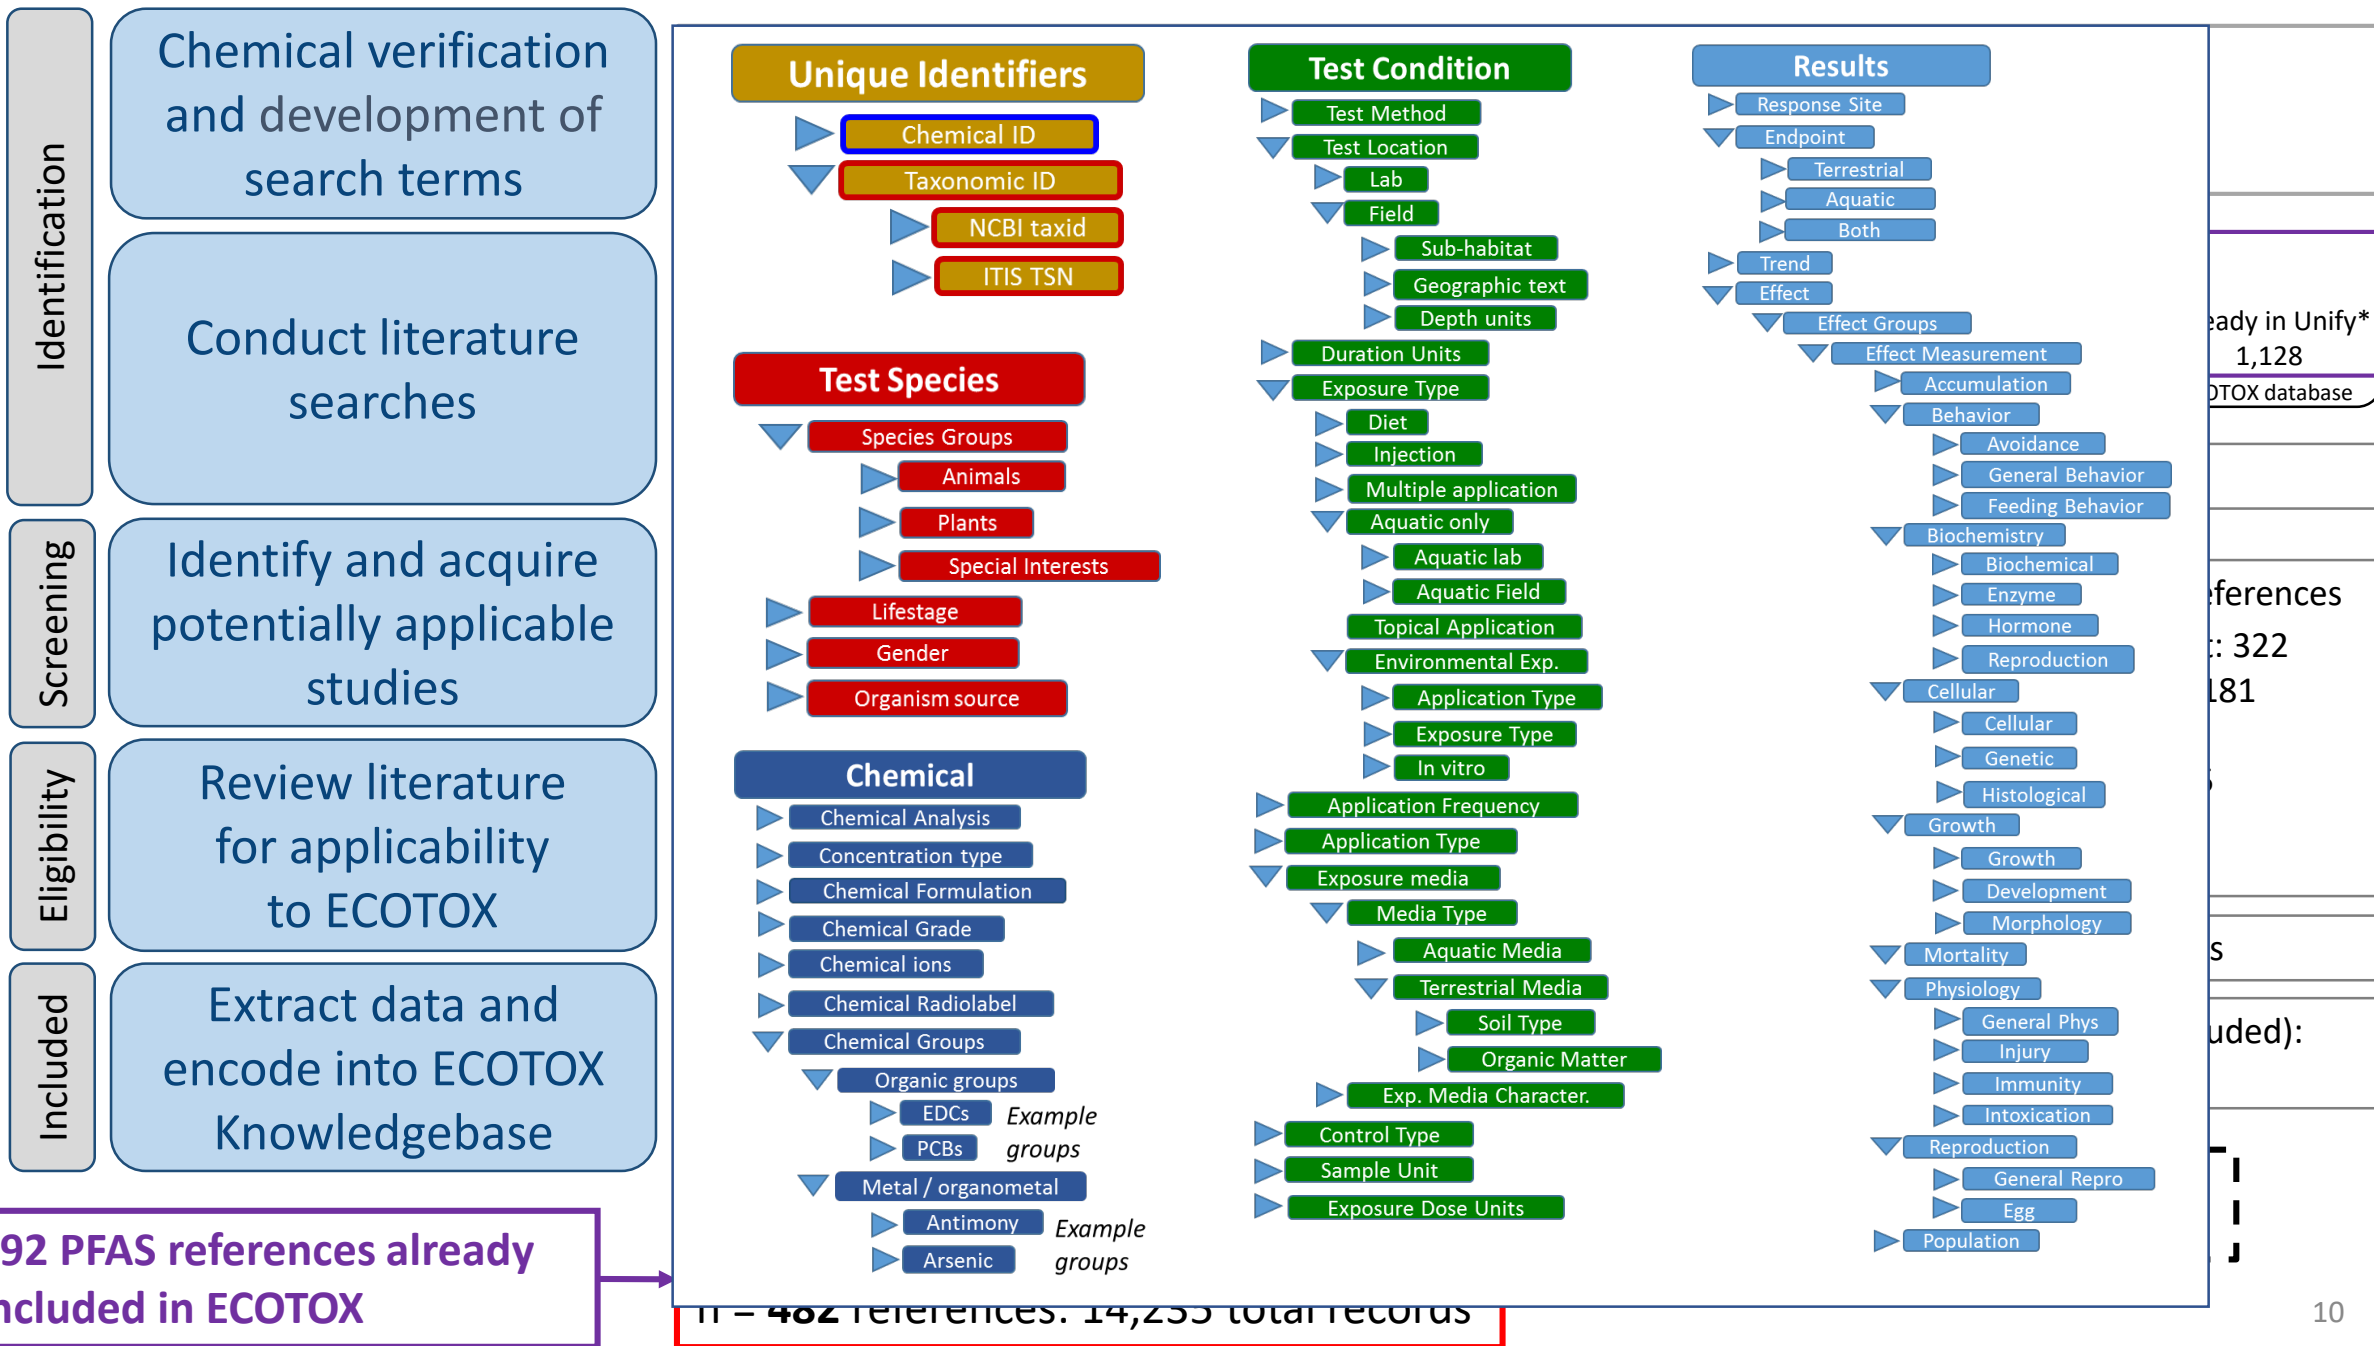 Identification
Chemical verification
and development of
search terms
Conduct literature
searches
Screening
Identify and acquire
potentially applicable
studies
Eligibility
Review literature
for applicability
to ECOTOX
Included
Extract data and
encode into ECOTOX
Knowledgebase
92 PFAS references already
ncluded in ECOTOX
Unique Identifiers
Chemical ID
Taxonomic ID
NCBI taxid
ITIS TSN
Test Species
Species Groups
Animals
Plants
Special Interests
Lifestage
Gender
Organism source
Chemical
Chemical Analysis
Concentration type
Chemical Formulation
Chemical Grade
Chemical ions
Chemical Radiolabel
Chemical Groups
Organic groups
EDCs
PCBs
Example
groups
Metal / organometal
Antimony
Arsenic
Example
groups
Test Condition
Test Method
Test Location
Lab
Field
Sub-habitat
Geographic text
Depth units
Duration Units
Exposure Type
Diet
Injection
Multiple application
Aquatic only
Aquatic lab
Aquatic Field
Topical Application
Environmental Exp.
Application Type
Exposure Type
In vitro
Application Frequency
Application Type
Exposure media
Media Type
Aquatic Media
Terrestrial Media
Soil Type
Organic Matter
Exp. Media Character.
Control Type
Sample Unit
Exposure Dose Units
Results
Response Site
Endpoint
Terrestrial
Aquatic
Both
Trend
Effect
Effect Groups
Effect Measurement
Accumulation
Behavior
Avoidance
General Behavior
Feeding Behavior
Biochemistry
Biochemical
Enzyme
Hormone
Reproduction
Cellular
Cellular
Genetic
Histological
Growth
Growth
Development
Morphology
Mortality
Physiology
General Phys
Injury
Immunity
Intoxication
Reproduction
General Repro
Egg
Population
eady in Unify*
1,128
OTOX database
eferences
: 322
181
s
uded):
n = 482 references: 14,235 total records
10